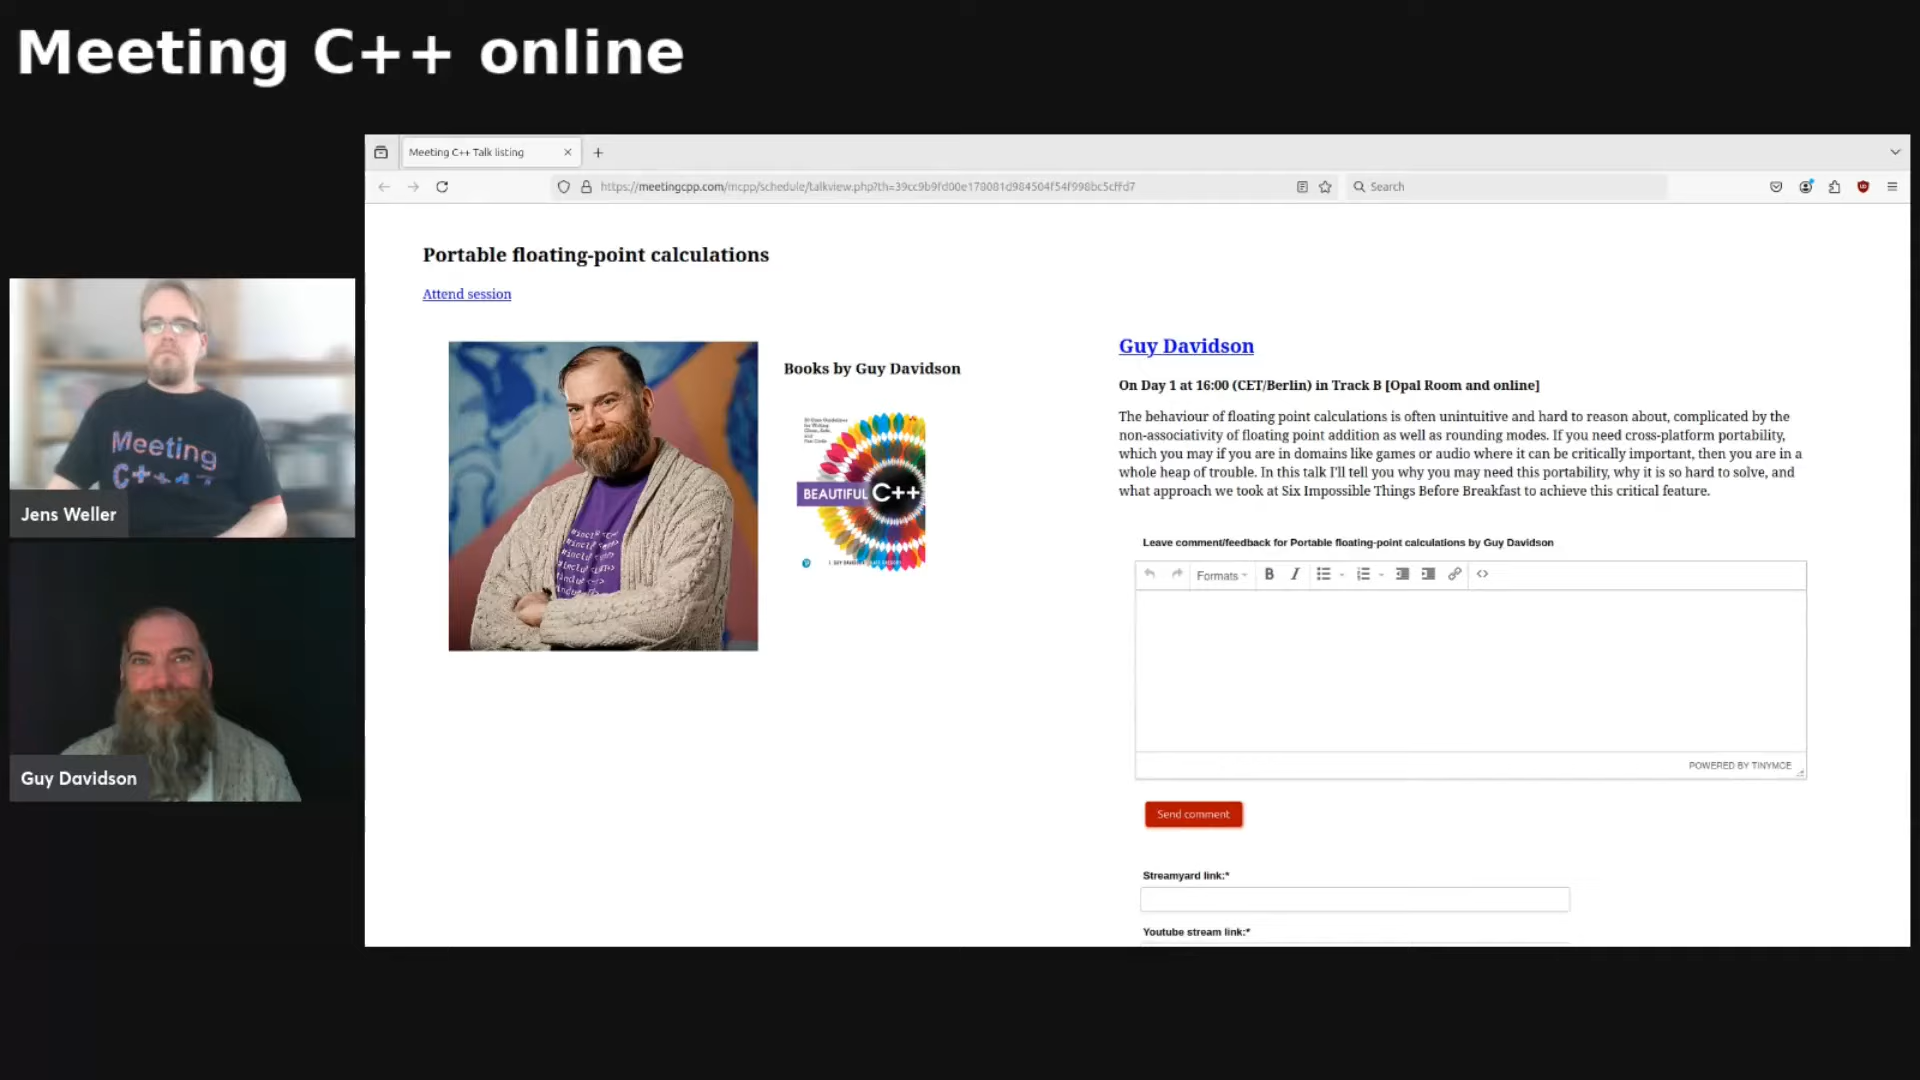 Meeting C++ online
Meeting C++ Talk listing
https://meetingcpp.com/mcpp/schedule/talkview.php?th=39cc9b9fd00e178081d984504f54f998bc5cffd7
Search
Portable floating-point calculations
Attend session
Books by Guy Davidson
BEAUTIFUL C++
Guy Davidson
On Day 1 at 16:00 (CET/Berlin) in Track B [Opal Room and online]
The behaviour of floating point calculations is often unintuitive and hard to reason about, complicated by the
non-associativity of floating point addition as well as rounding modes. If you need cross-platform portability,
which you may if you are in domains like games or audio where it can be critically important, then you are in a
whole heap of trouble. In this talk I'll tell you why you may need this portability, why it is so hard to solve, and
what approach we took at Six Impossible Things Before Breakfast to achieve this critical feature.
Leave comment/feedback for Portable floating-point calculations by Guy Davidson
Formats
B I
POWERED BY TINYMCE
Send comment
Streamyard link:*
Youtube stream link:*
Meeting
Jens Weller
Guy Davidson